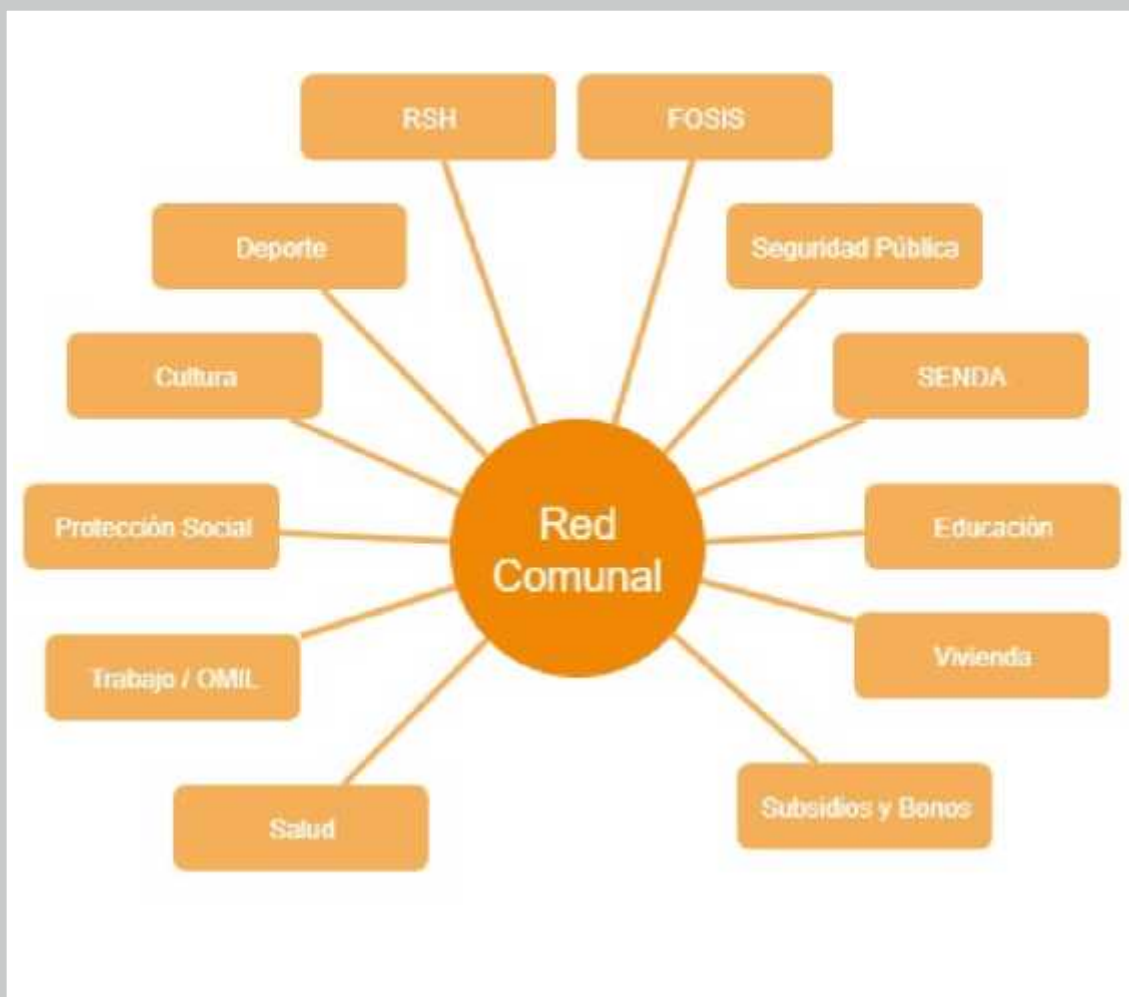 RSH
FOSIS
Deporte
Seguridad Pública
Cultura
SENDA
Red
Comunal
Protección Social
Educación
Trabajo / OMIL
Vivienda
Salud
Subsidios y Bonos